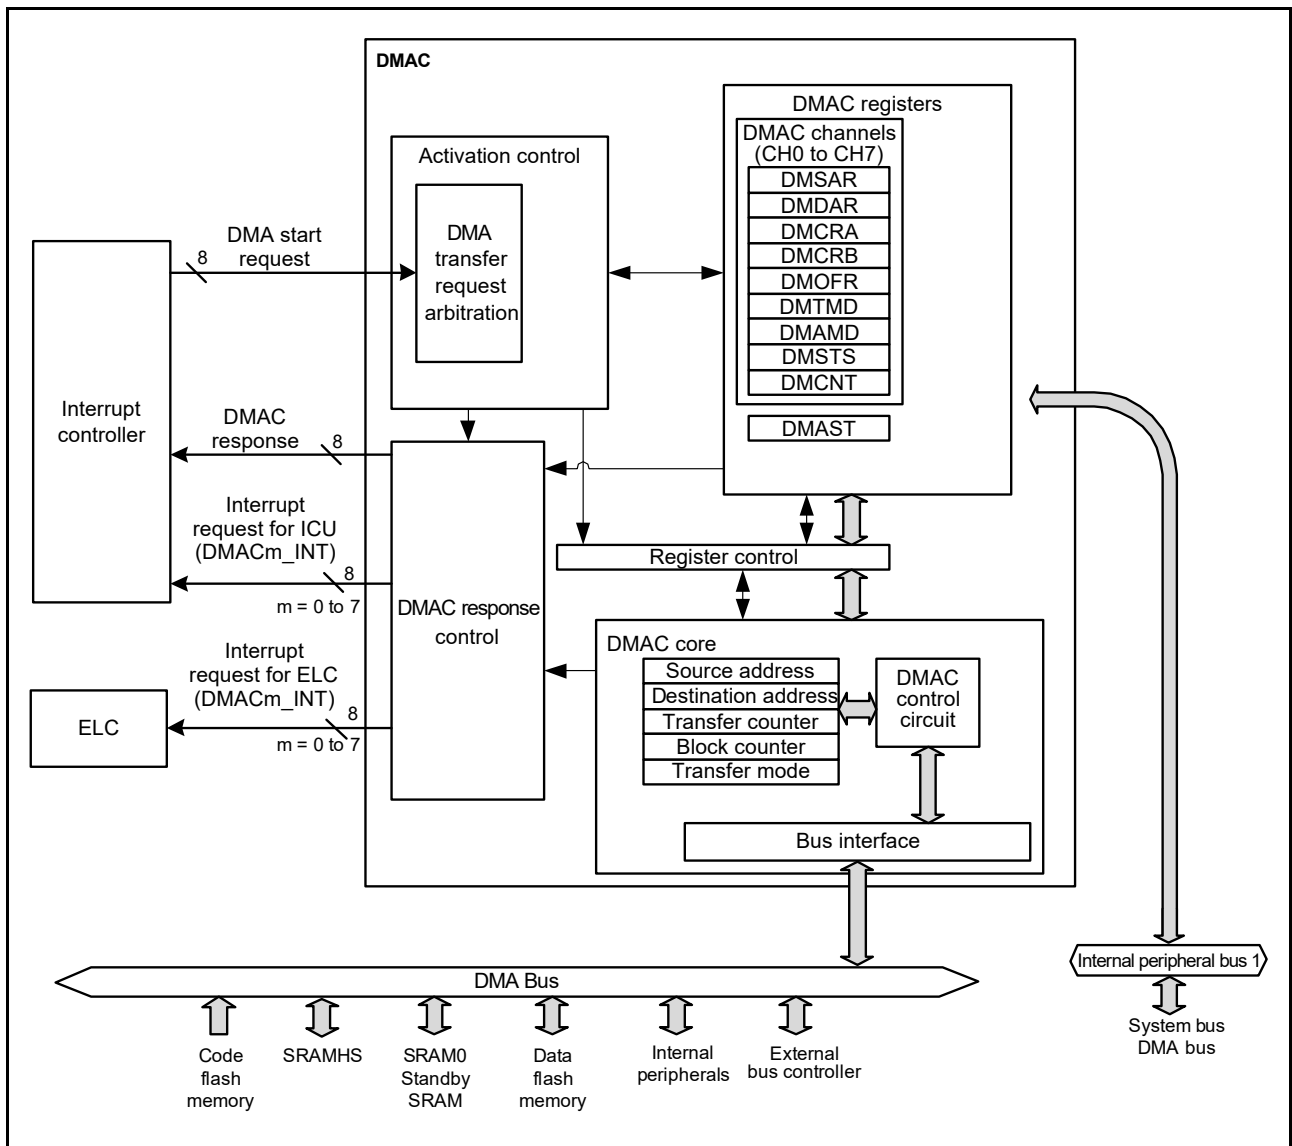 DMAC
DMAC registers
DMAC channels
(CH0 to CH7)
DMSAR
DMDAR
DMCRA
DMCRB
DMOFR
DMTMD
DMAMD
DMSTS
DMCNT
DMAST
Activation control
DMA
transfer
request
arbitration
DMA start
request
8
Interrupt
controller
DMAC
response
8
Interrupt
request for ICU
(DMACm_INT)
8
m = 0 to 7
DMAC response
control
Register control
Interrupt
request for ELC
(DMACm_INT)
8
m = 0 to 7
ELC
DMAC core
Source address
Destination address
Transfer counter
Block counter
Transfer mode
DMAC
control
circuit
Bus interface
DMA Bus
Internal peripheral bus 1
System bus
DMA bus
Code
flash
memory
SRAMHS
SRAM0
Standby
SRAM
Data
flash
memory
Internal
peripherals
External
bus controller